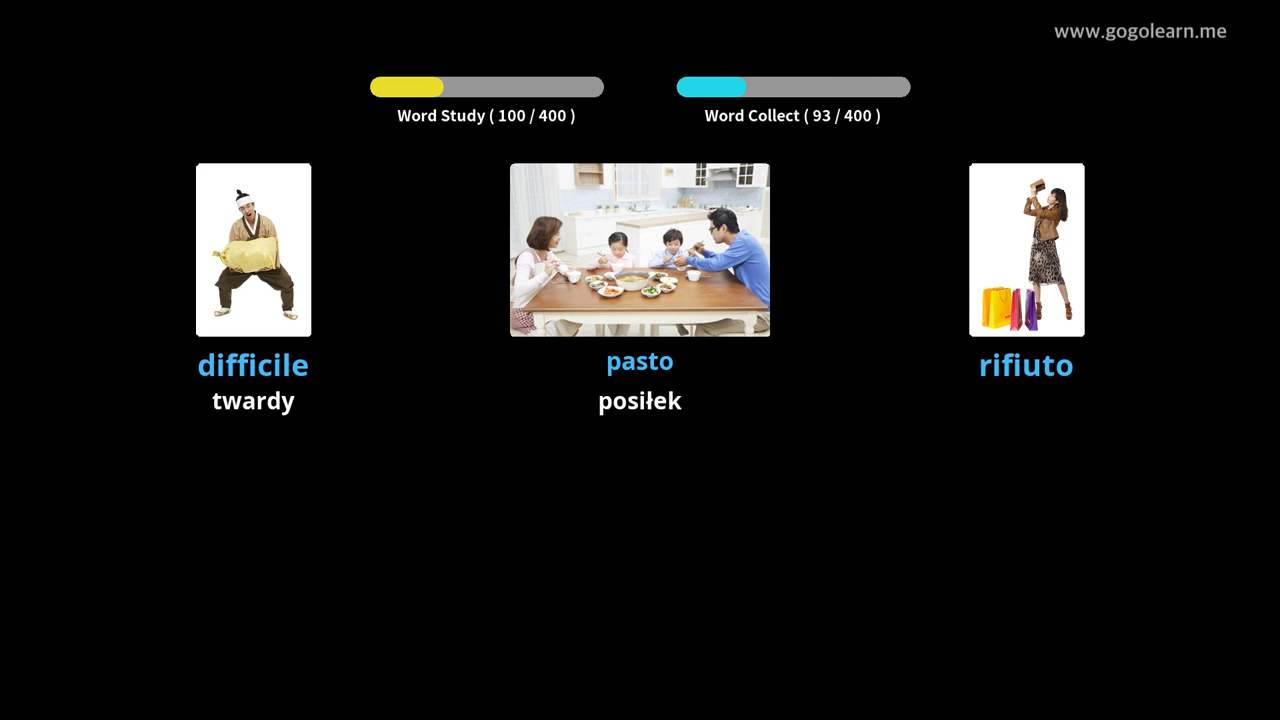 www.gogolearn.me
Word Study ( 100 / 400 )
Word Collect ( 93 / 400 )
difficile
twardy
pasto
posiłek
rifiuto